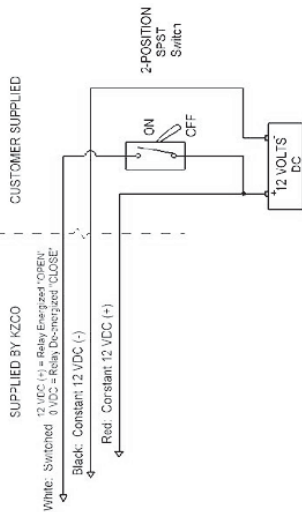 SUPPLIED BY KZCO
CUSTOMER SUPPLIED
White: Switched 12 VDC (+) = Relay Energized "OPEN"
0 VDC = Relay De-energized "CLOSE"
Black: Constant 12 VDC (-)
Red: Constant 12 VDC (+)
ON
OFF
2-POSITION
SPST
Switch
+ -
12 VOLTS
DC